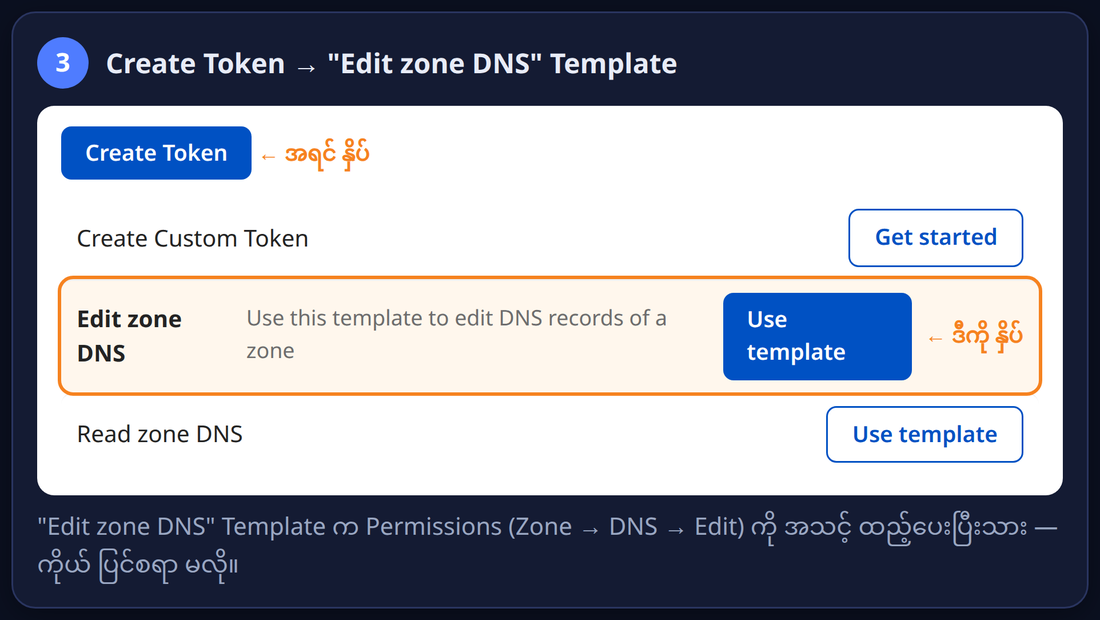 3
Create Token → "Edit zone DNS" Template
Create Token ← အရင် နှိပ်
Create Custom Token Get started
Edit zone
DNS
Use this template to edit DNS records of a
zone
Use
template
← ဒီကို နှိပ်
Read zone DNS Use template
"Edit zone DNS" Template က Permissions (Zone → DNS → Edit) ကို အသင့် ထည့်ပေးပြီးသား —
ကိုယ် ပြင်စရာ မလို။